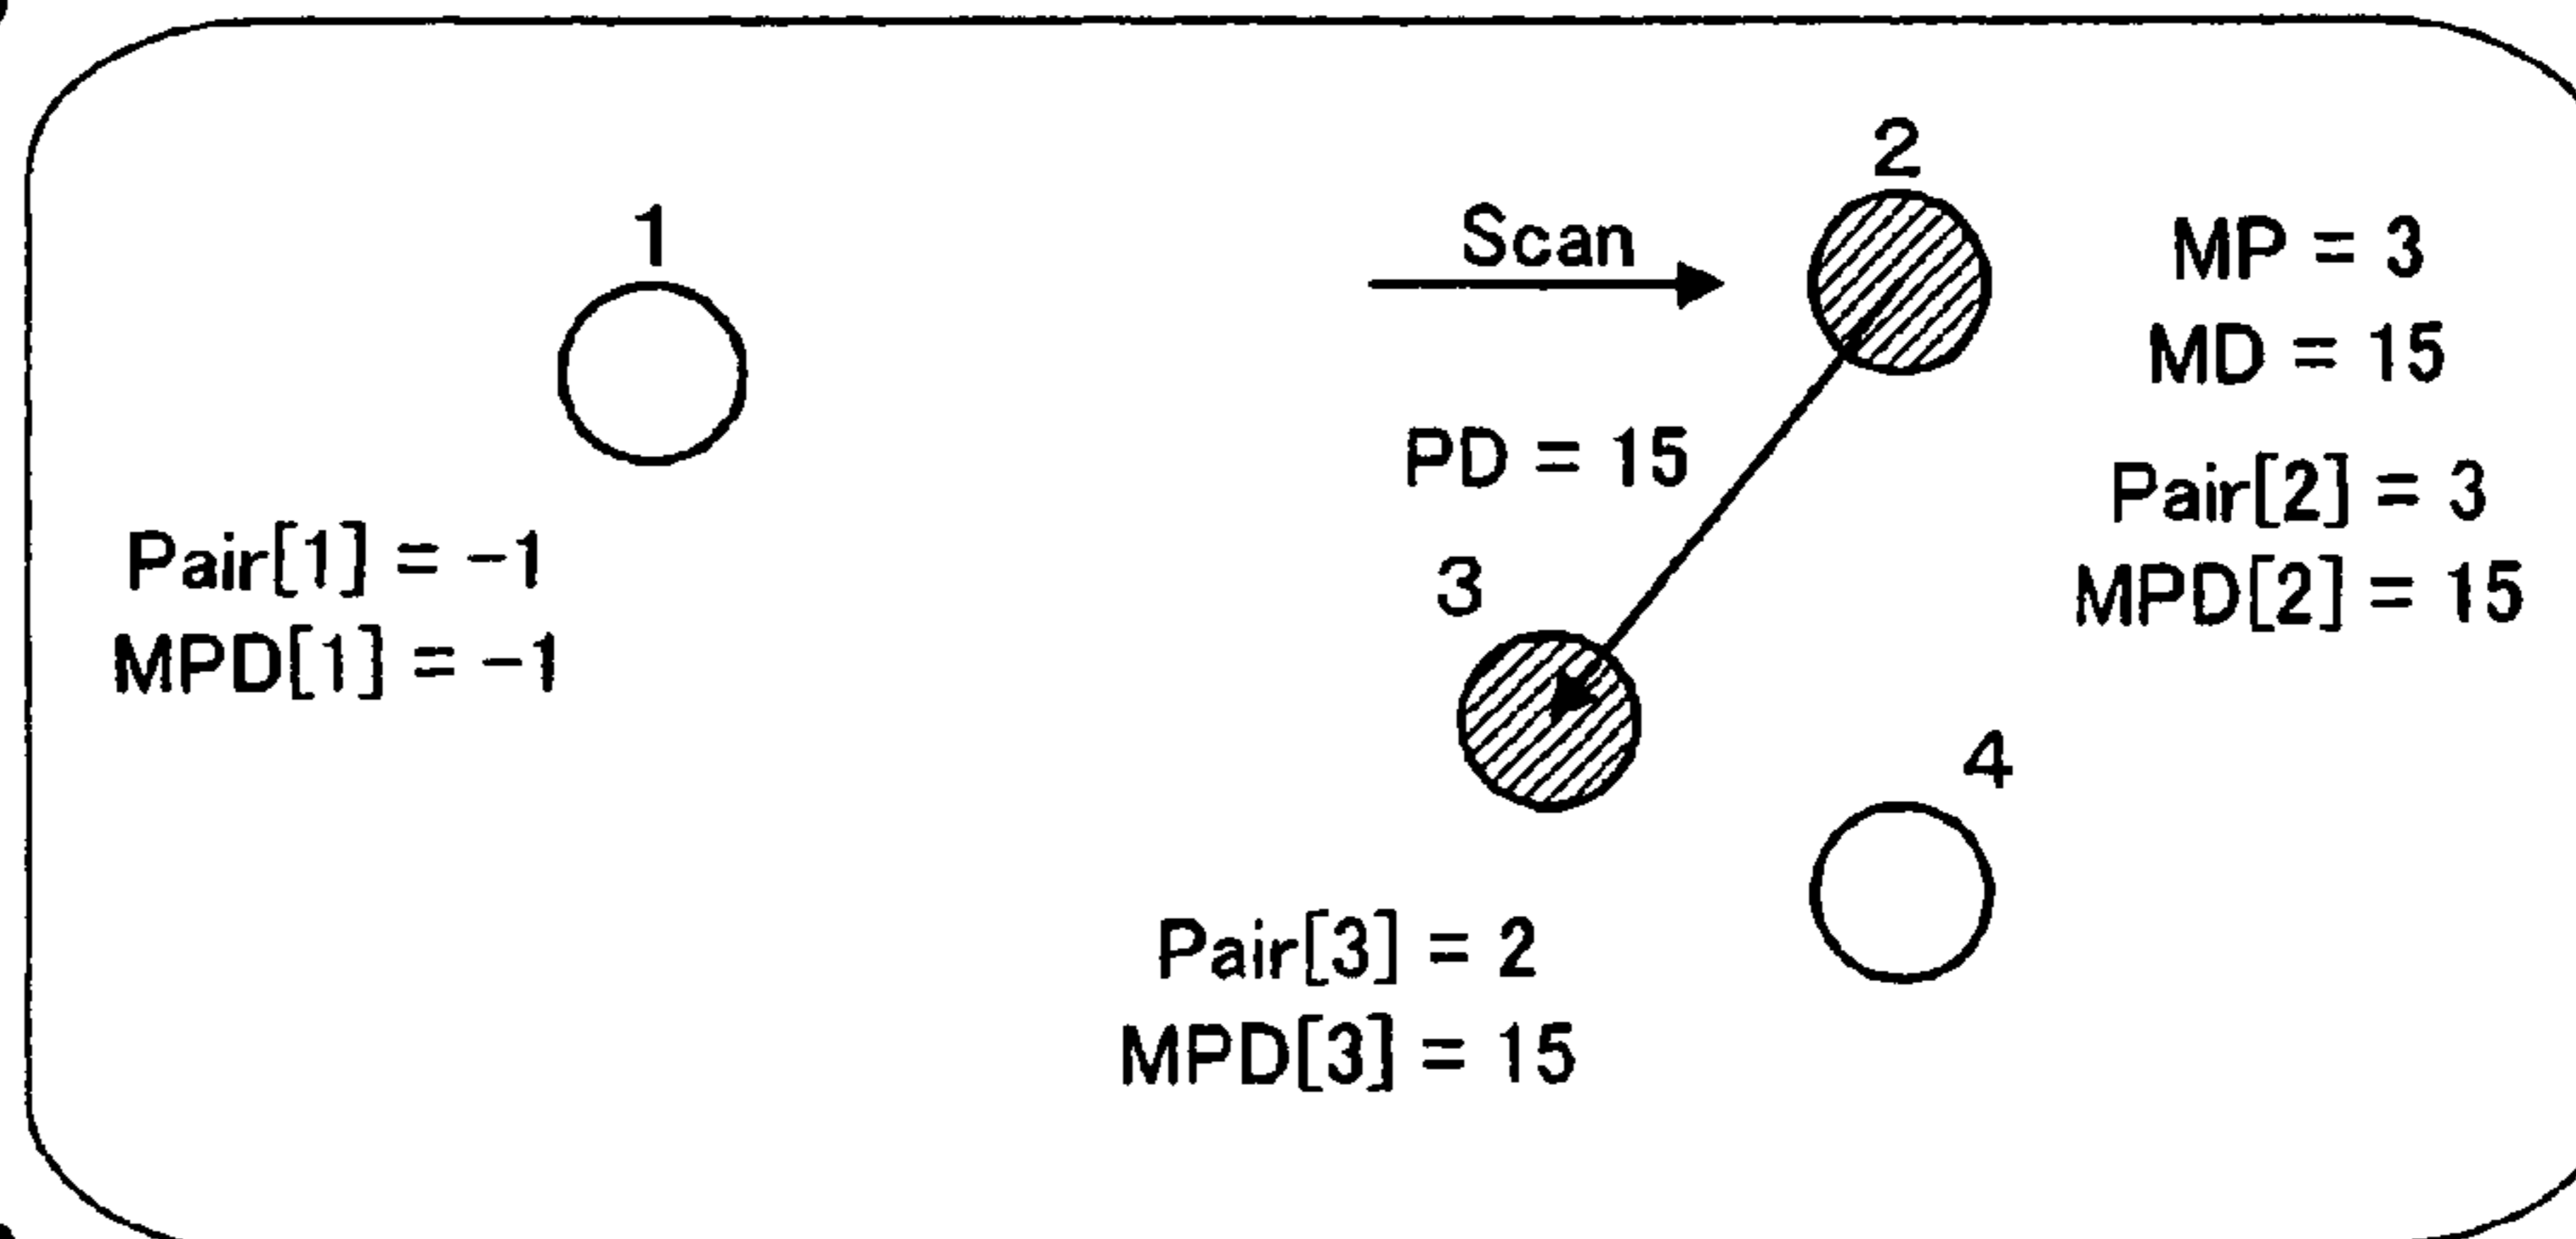 1
Pair[1] = −1
MPD[1] = −1
Scan
2
MP = 3
MD = 15
Pair[2] = 3
MPD[2] = 15
PD = 15
3
Pair[3] = 2
MPD[3] = 15
4